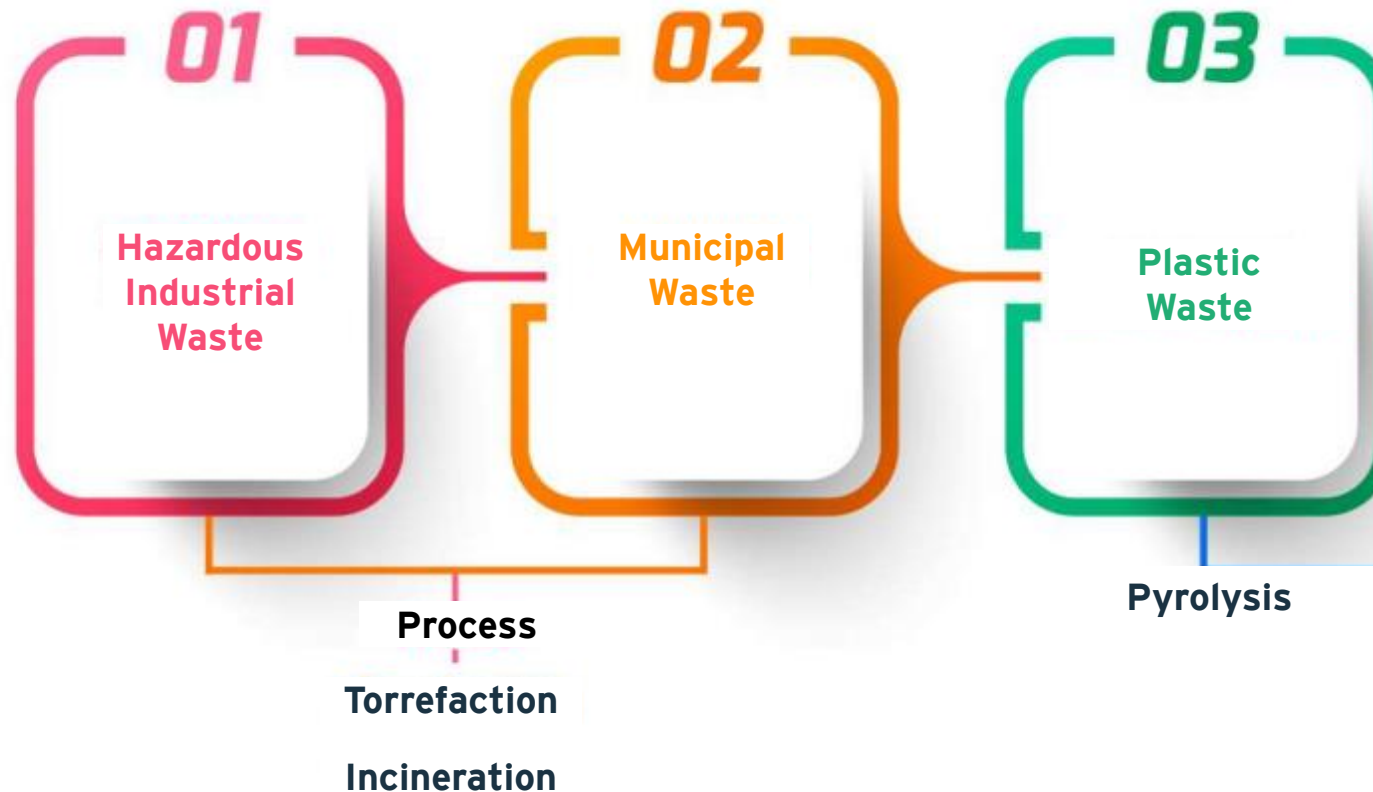 01
Hazardous
Industrial
Waste
02
Municipal
Waste
03
Plastic
Waste
Process
Torrefaction
Incineration
Pyrolysis